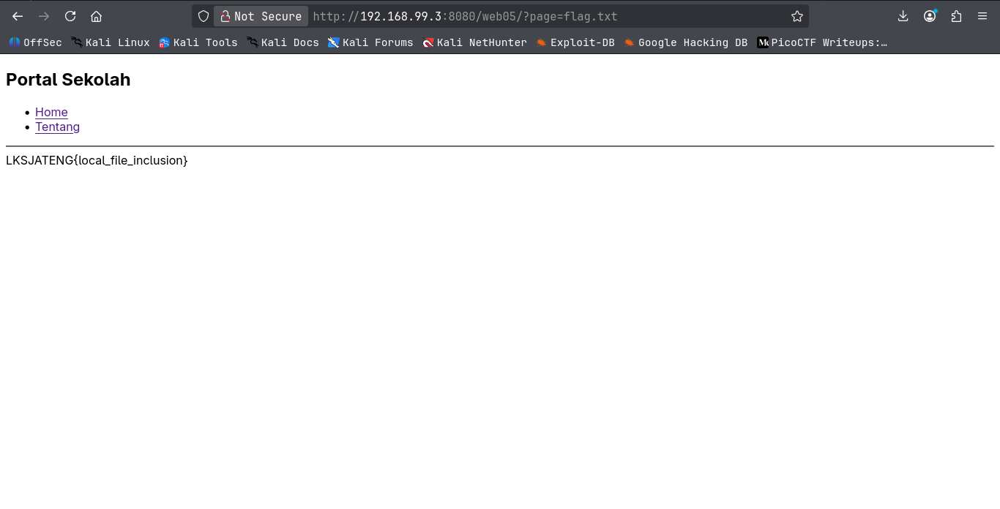 Not Secure http://192.168.99.3:8080/web05/?page=flag.txt
OffSec Kali Linux Kali Tools Kali Docs Kali Forums Kali NetHunter Exploit-DB Google Hacking DB PicoCTF Writeups:…
Portal Sekolah
• Home
• Tentang
LKSJATENG{local_file_inclusion}